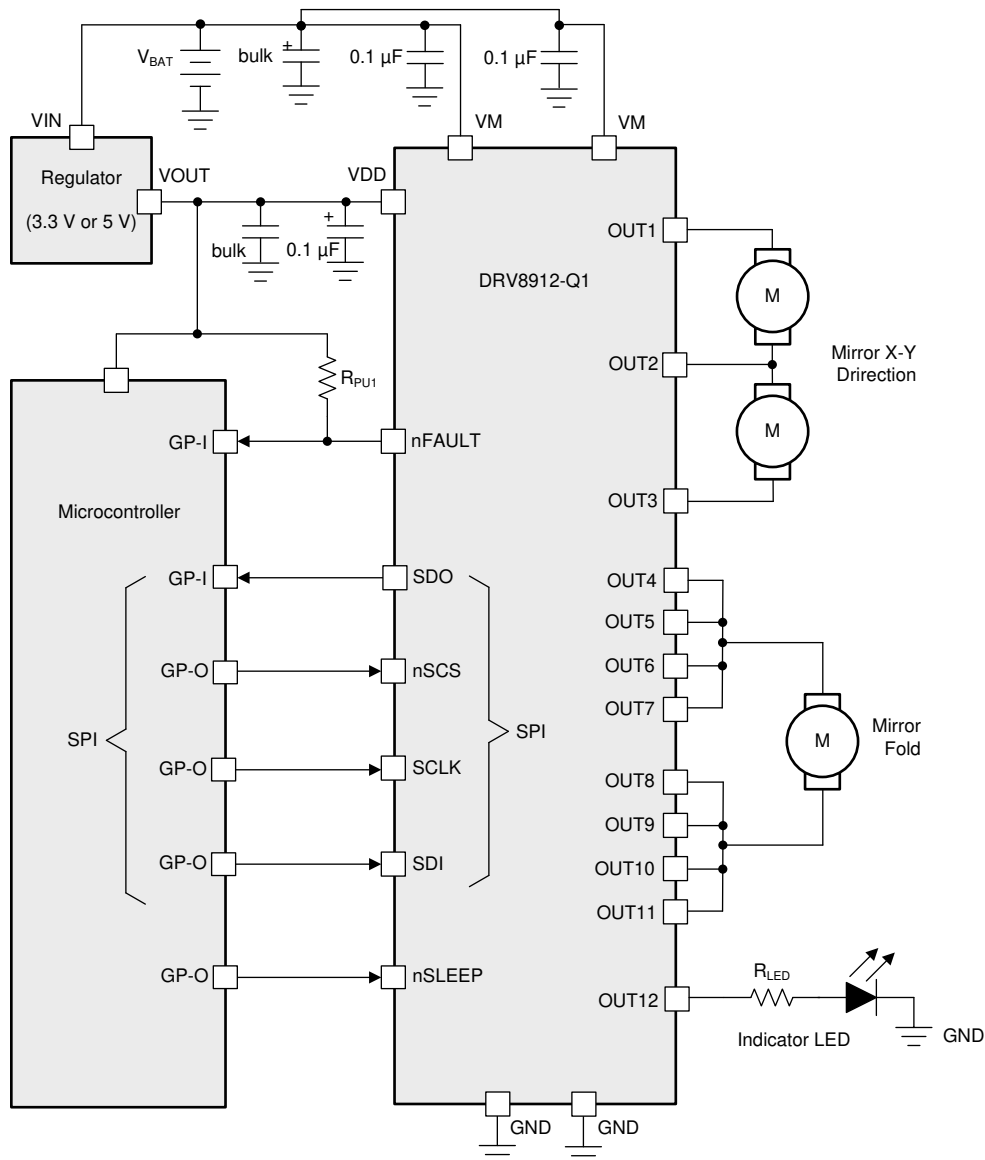 V_BAT
bulk
+
0.1 µF
0.1 µF
VIN
VM
VM
Regulator
(3.3 V or 5 V)
VOUT
VDD
bulk
0.1 µF
+
OUT1
DRV8912-Q1
M
OUT2
Mirror X-Y
Drirection
R_PU1
M
GP-I
nFAULT
OUT3
Microcontroller
GP-I
SDO
OUT4
OUT5
GP-O
nSCS
OUT6
OUT7
SPI
SPI
M
Mirror
Fold
GP-O
SCLK
OUT8
OUT9
GP-O
SDI
OUT10
OUT11
GP-O
nSLEEP
R_LED
OUT12
Indicator LED
GND
GND
GND